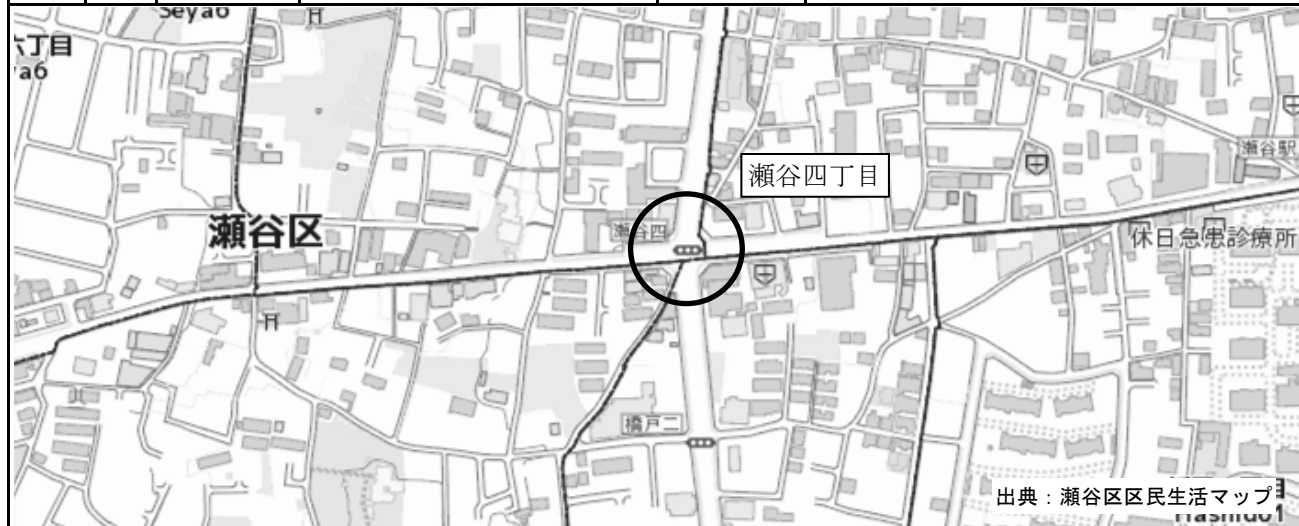 Seya6
六丁目
ya6
瀬谷四丁目
瀬谷駅
瀬谷四
瀬谷区
休日急患診療所
橋戸二
出典：瀬谷区区民生活マップ
目
Hashido1